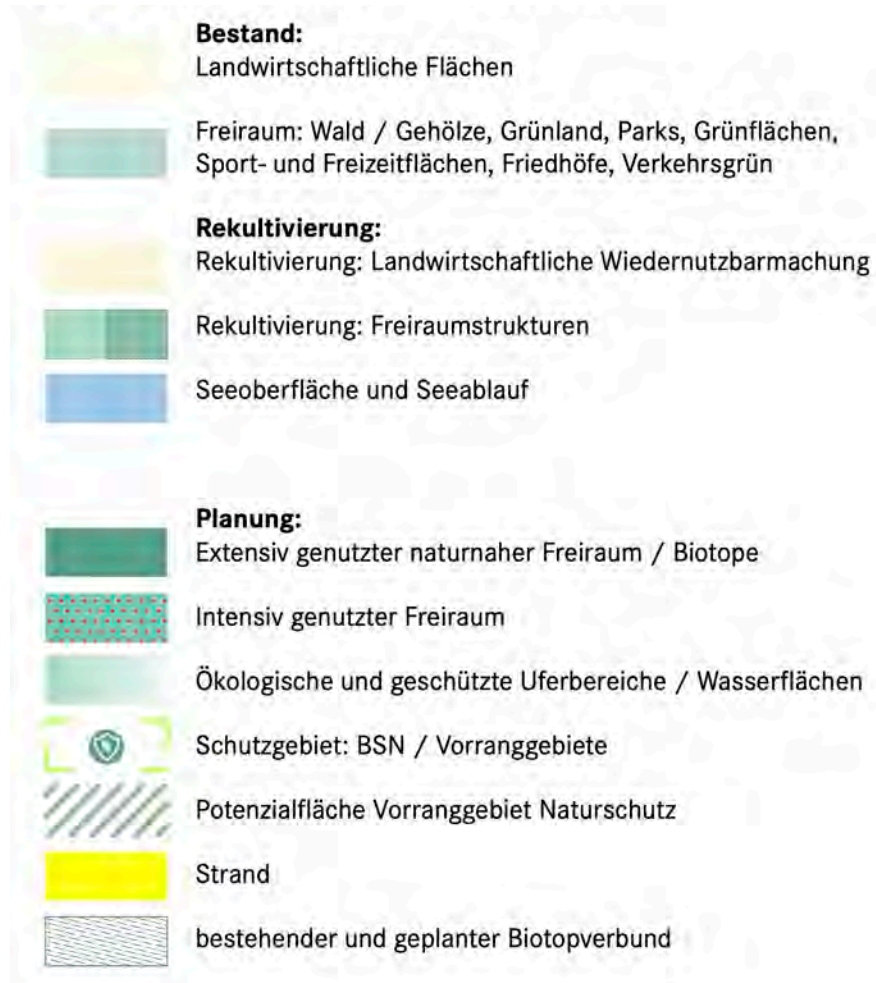 Bestand:
Landwirtschaftliche Flächen
Freiraum: Wald / Gehölze, Grünland, Parks, Grünflächen,
Sport- und Freizeitflächen, Friedhöfe, Verkehrsgrün
Rekultivierung:
Rekultivierung: Landwirtschaftliche Wiedernutzbarmachung
Rekultivierung: Freiraumstrukturen
Seeoberfläche und Seeablauf
Planung:
Extensiv genutzter naturnaher Freiraum / Biotope
Intensiv genutzter Freiraum
Ökologische und geschützte Uferbereiche / Wasserflächen
Schutzgebiet: BSN / Vorranggebiete
Potenzialfläche Vorranggebiet Naturschutz
Strand
bestehender und geplanter Biotopverbund